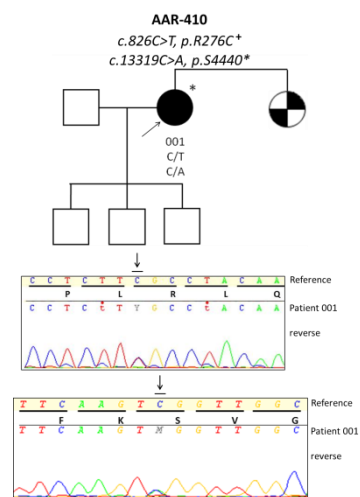 AAR-410
c.826C>T, p.R276C⁺
c.13319C>A, p.S4440*
*
001
C/T
C/A
C C T C T T C G C C T A C A A Reference
P L R L Q
C C T C t T Y G C C t A C A A Patient 001
reverse
T T C A A G T C G G T T G G C Reference
F K S V G
T T C A A G T M G G T T G G C Patient 001
reverse